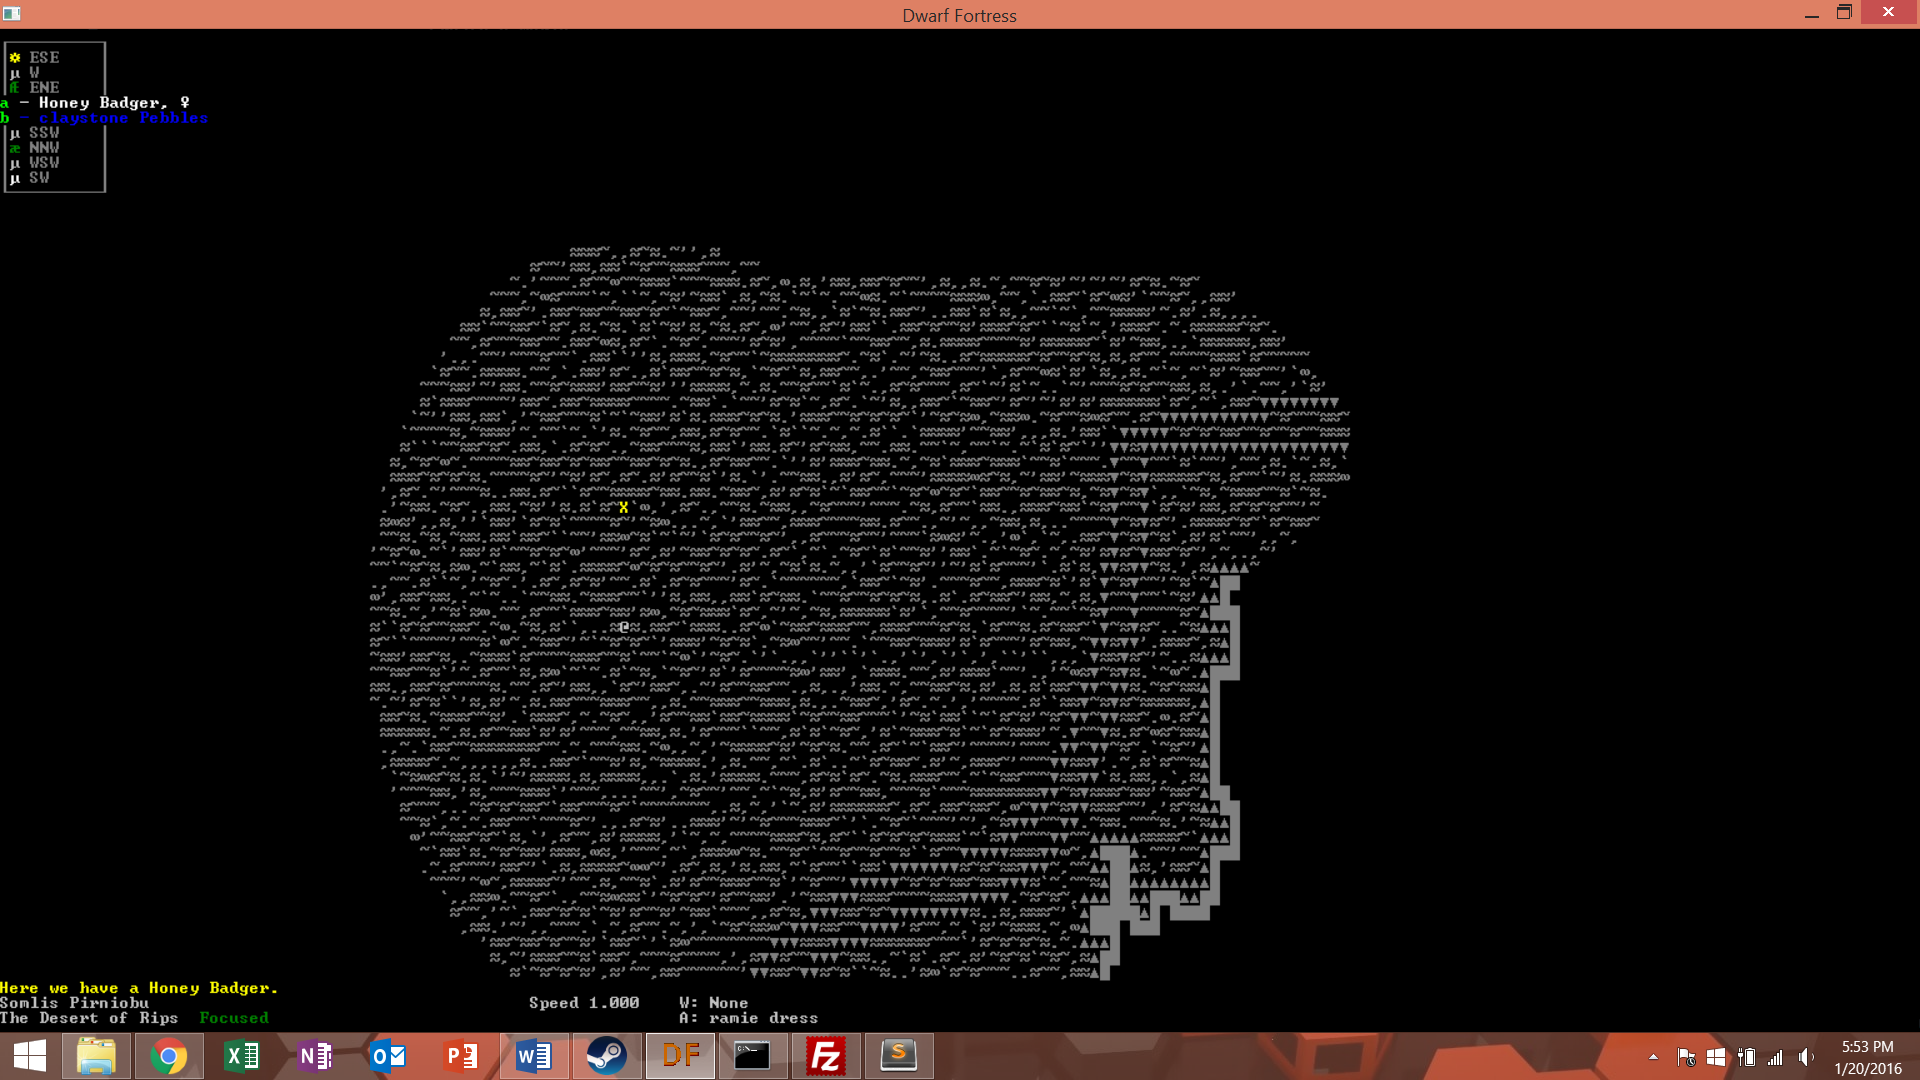 Dwarf Fortress
ESE
µ W
Æ ENE
a - Honey Badger, ♀
b - claystone Pebbles
µ SSW
æ NNW
µ WSW
µ SW
X
Here we have a Honey Badger.
Somlis Pirniobu
Speed 1.000
W: None
The Desert of Rips Focused
A: ramie dress
DF
5:53 PM
1/20/2016